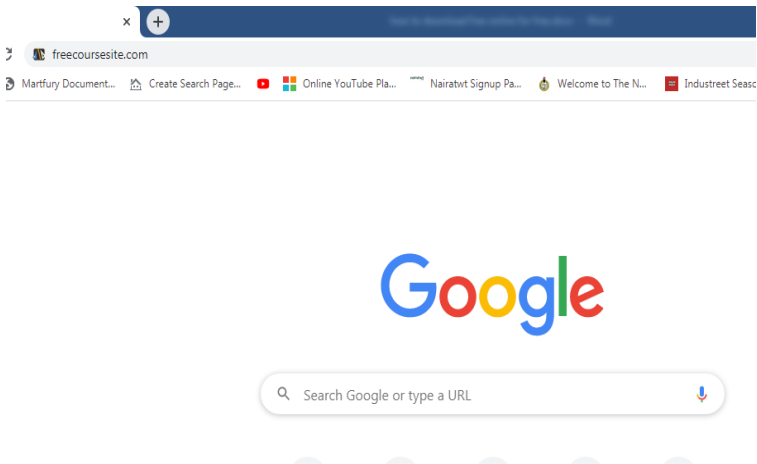 freecoursesite.com
Martfury Document... Create Search Page... Online YouTube Pla... Nairatwt Signup Pa... Welcome to The N... Industreet Seaso
Google
Search Google or type a URL